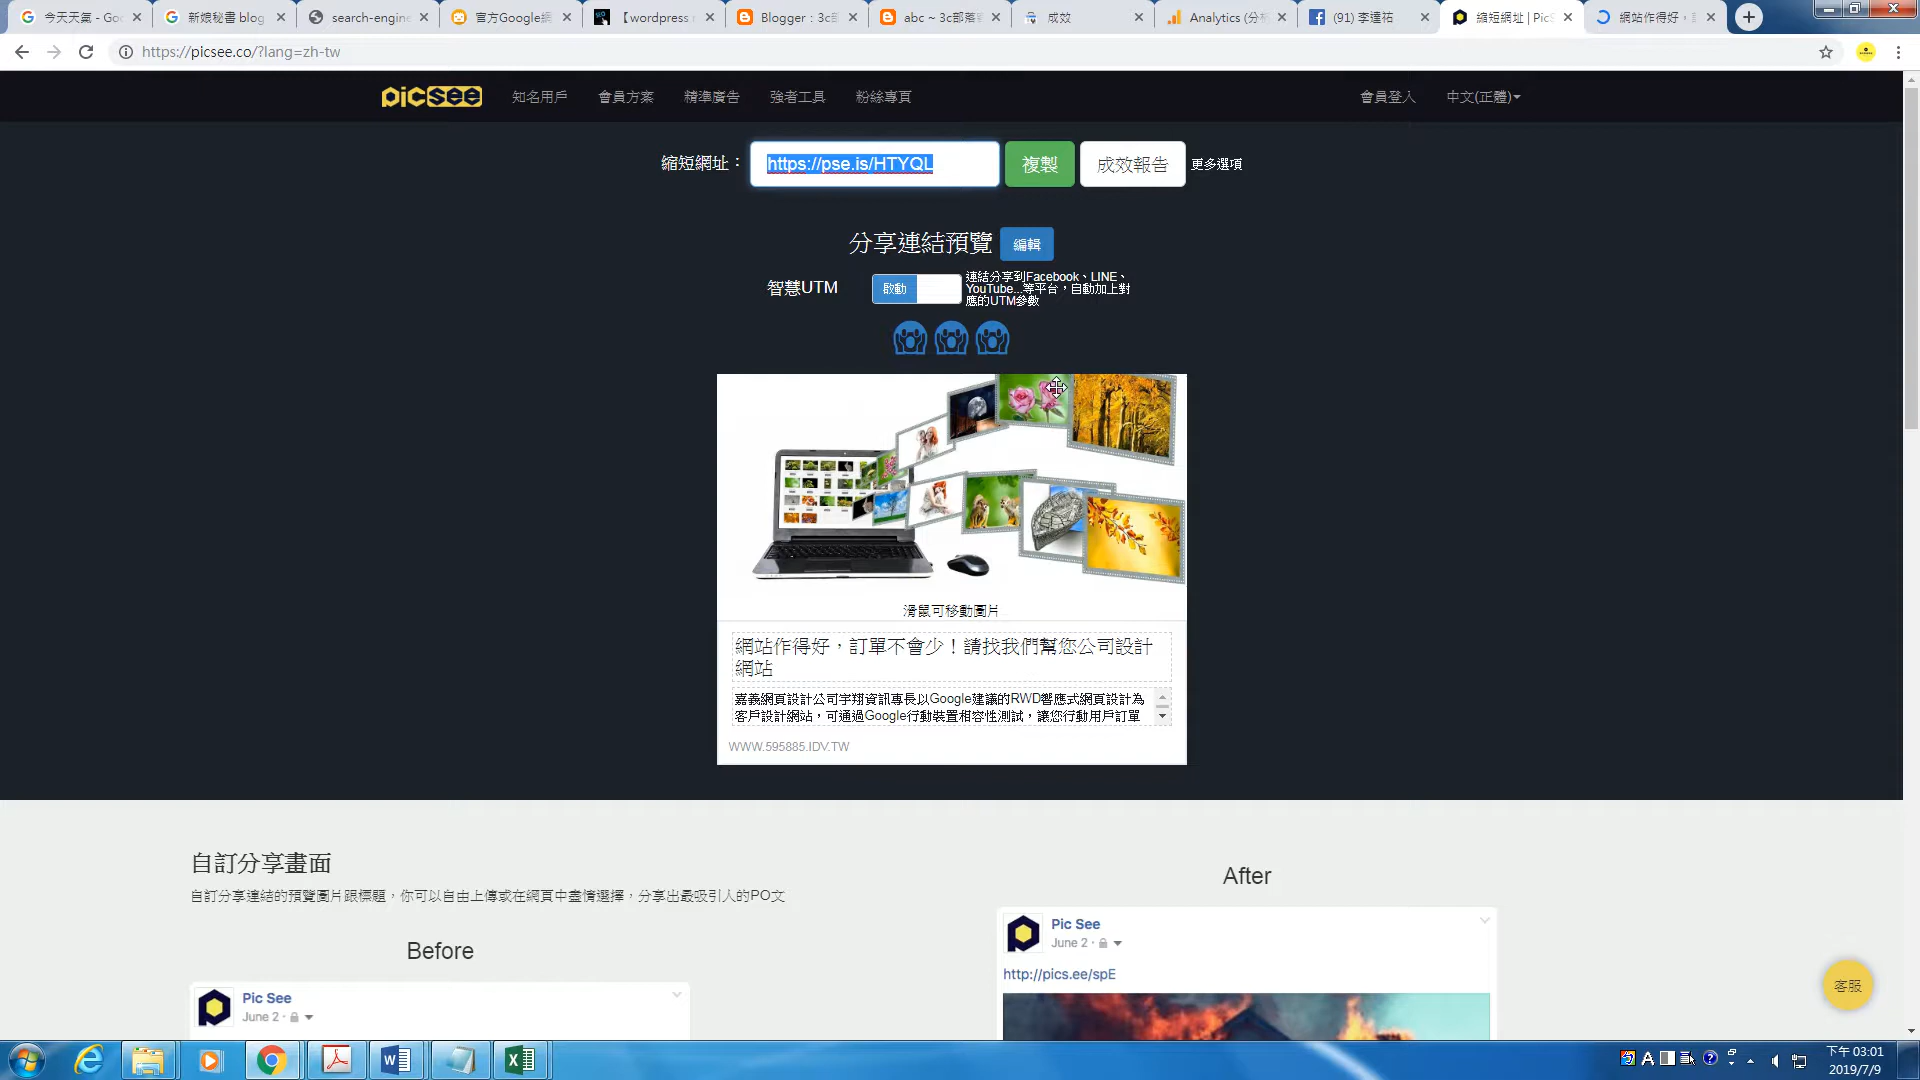 今天天氣 - Goo
新娘秘書 blog
search-engine
官方Google網
【wordpress
Blogger：3c部
abc ~ 3c部落
成效
Analytics (分析
(91) 李達祐
縮短網址 | PicS
網站作得好，
https://picsee.co/?lang=zh-tw
picsee
知名用戶
會員方案
精準廣告
強者工具
粉絲專頁
會員登入
中文(正體)
縮短網址：
https://pse.is/HTYQL
複製
成效報告
更多選項
分享連結預覽
編輯
智慧UTM
啟動
連結分享到Facebook、LINE、
YouTube...等平台，自動加上對
應的UTM參數
滑鼠可移動圖片
網站作得好，訂單不會少！請找我們幫您公司設計
網站
嘉義網頁設計公司宇翔資訊專長以Google建議的RWD響應式網頁設計為
客戶設計網站，可通過Google行動裝置相容性測試，讓您行動用戶訂單
WWW.595885.IDV.TW
自訂分享畫面
自訂分享連結的預覽圖片跟標題，你可以自由上傳或在網頁中盡情選擇，分享出最吸引人的PO文
Before
Pic See
June 2 ·
After
Pic See
June 2 ·
http://pics.ee/spE
客服
下午 03:01
2019/7/9